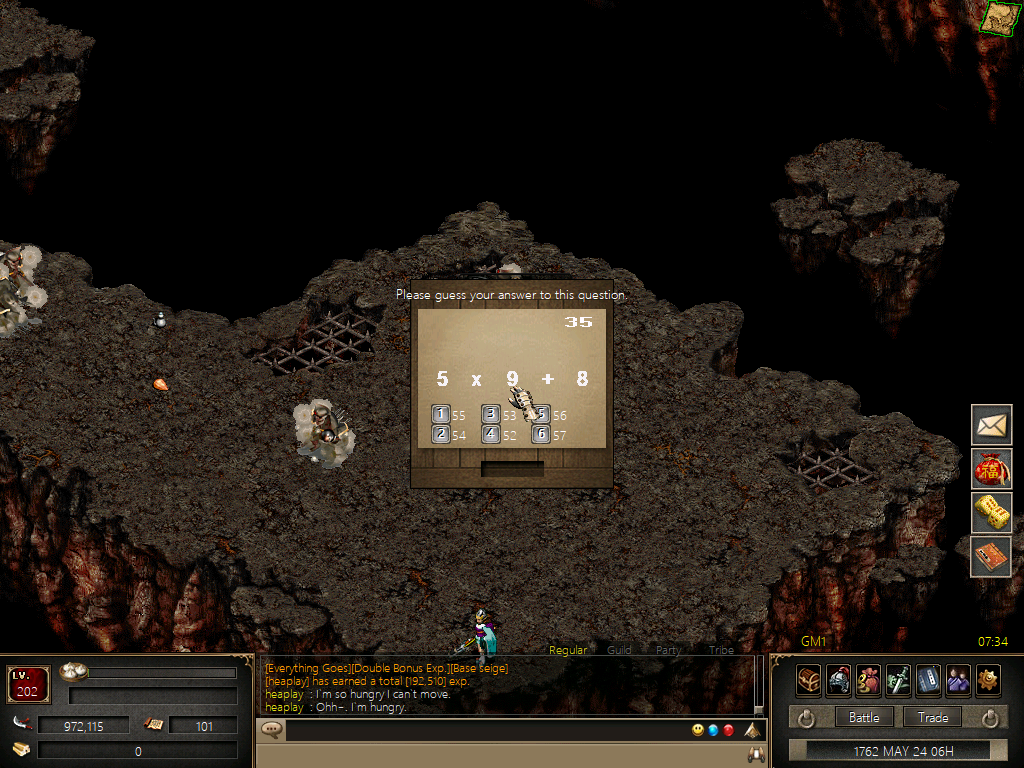 Please guess your answer to this question.
35
5 x 9 + 8
1 55 3 53 5 56
2 54 4 52 6 57
Regular Guild Party Tribe
GM1 07:34
[Everything Goes][Double Bonus Exp.][Base seige]
[heaplay] has earned a total [192,510] exp.
heaplay : I'm so hungry I can't move.
heaplay : Ohh~. I'm hungry.
LV.
202
972,115 101
0
Battle Trade
1762 MAY 24 06H
福